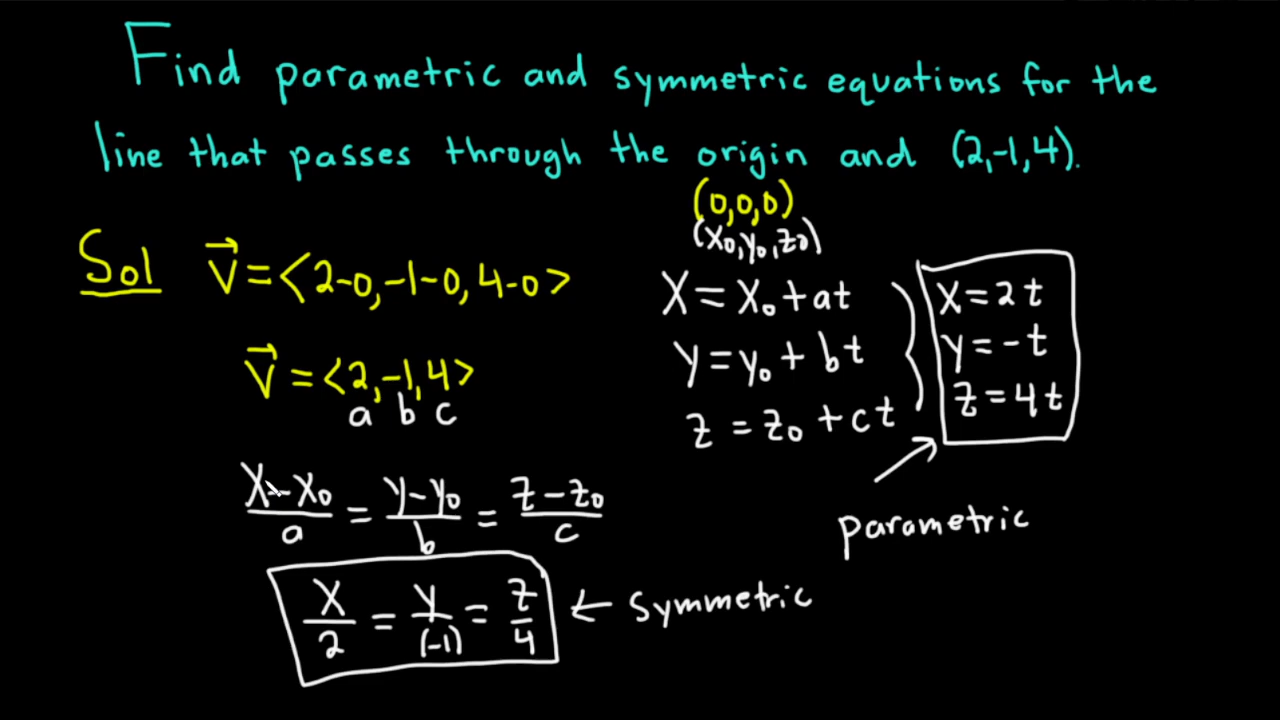 Find parametric and symmetric equations for the
line that passes through the origin and (2,-1,4).
(0,0,0)
(x₀,y₀,z₀)
Sol V⃗ = <2-0,-1-0,4-0>
V⃗ = <2,-1,4>
a b c
X = X₀ + at
y = y₀ + bt
z = z₀ + ct
X = 2t
y = -t
z = 4t
parametric
(X-X₀)/a = (y-y₀)/b = (z-z₀)/c
X/2 = y/(-1) = z/4 ← Symmetric